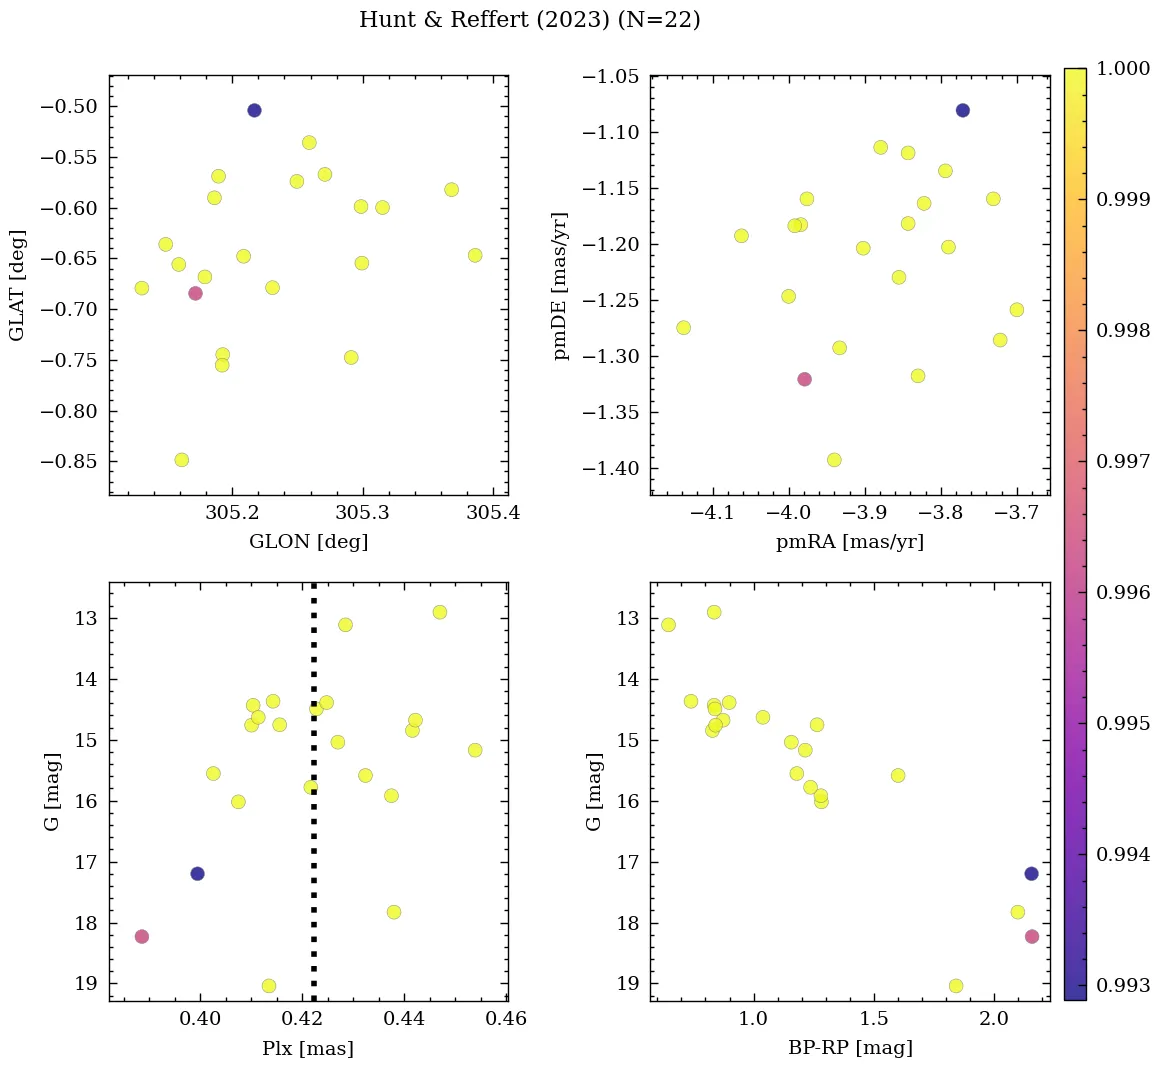 Hunt & Reffert (2023) (N=22)
−0.50
−0.55
−0.60
−0.65
−0.70
−0.75
−0.80
−0.85
GLAT [deg]
305.2 305.3 305.4
GLON [deg]
−1.05
−1.10
−1.15
−1.20
−1.25
−1.30
−1.35
−1.40
pmDE [mas/yr]
−4.1 −4.0 −3.9 −3.8 −3.7
pmRA [mas/yr]
13
14
15
16
17
18
19
G [mag]
0.40 0.42 0.44 0.46
Plx [mas]
13
14
15
16
17
18
19
G [mag]
1.0 1.5 2.0
BP-RP [mag]
1.000
0.999
0.998
0.997
0.996
0.995
0.994
0.993